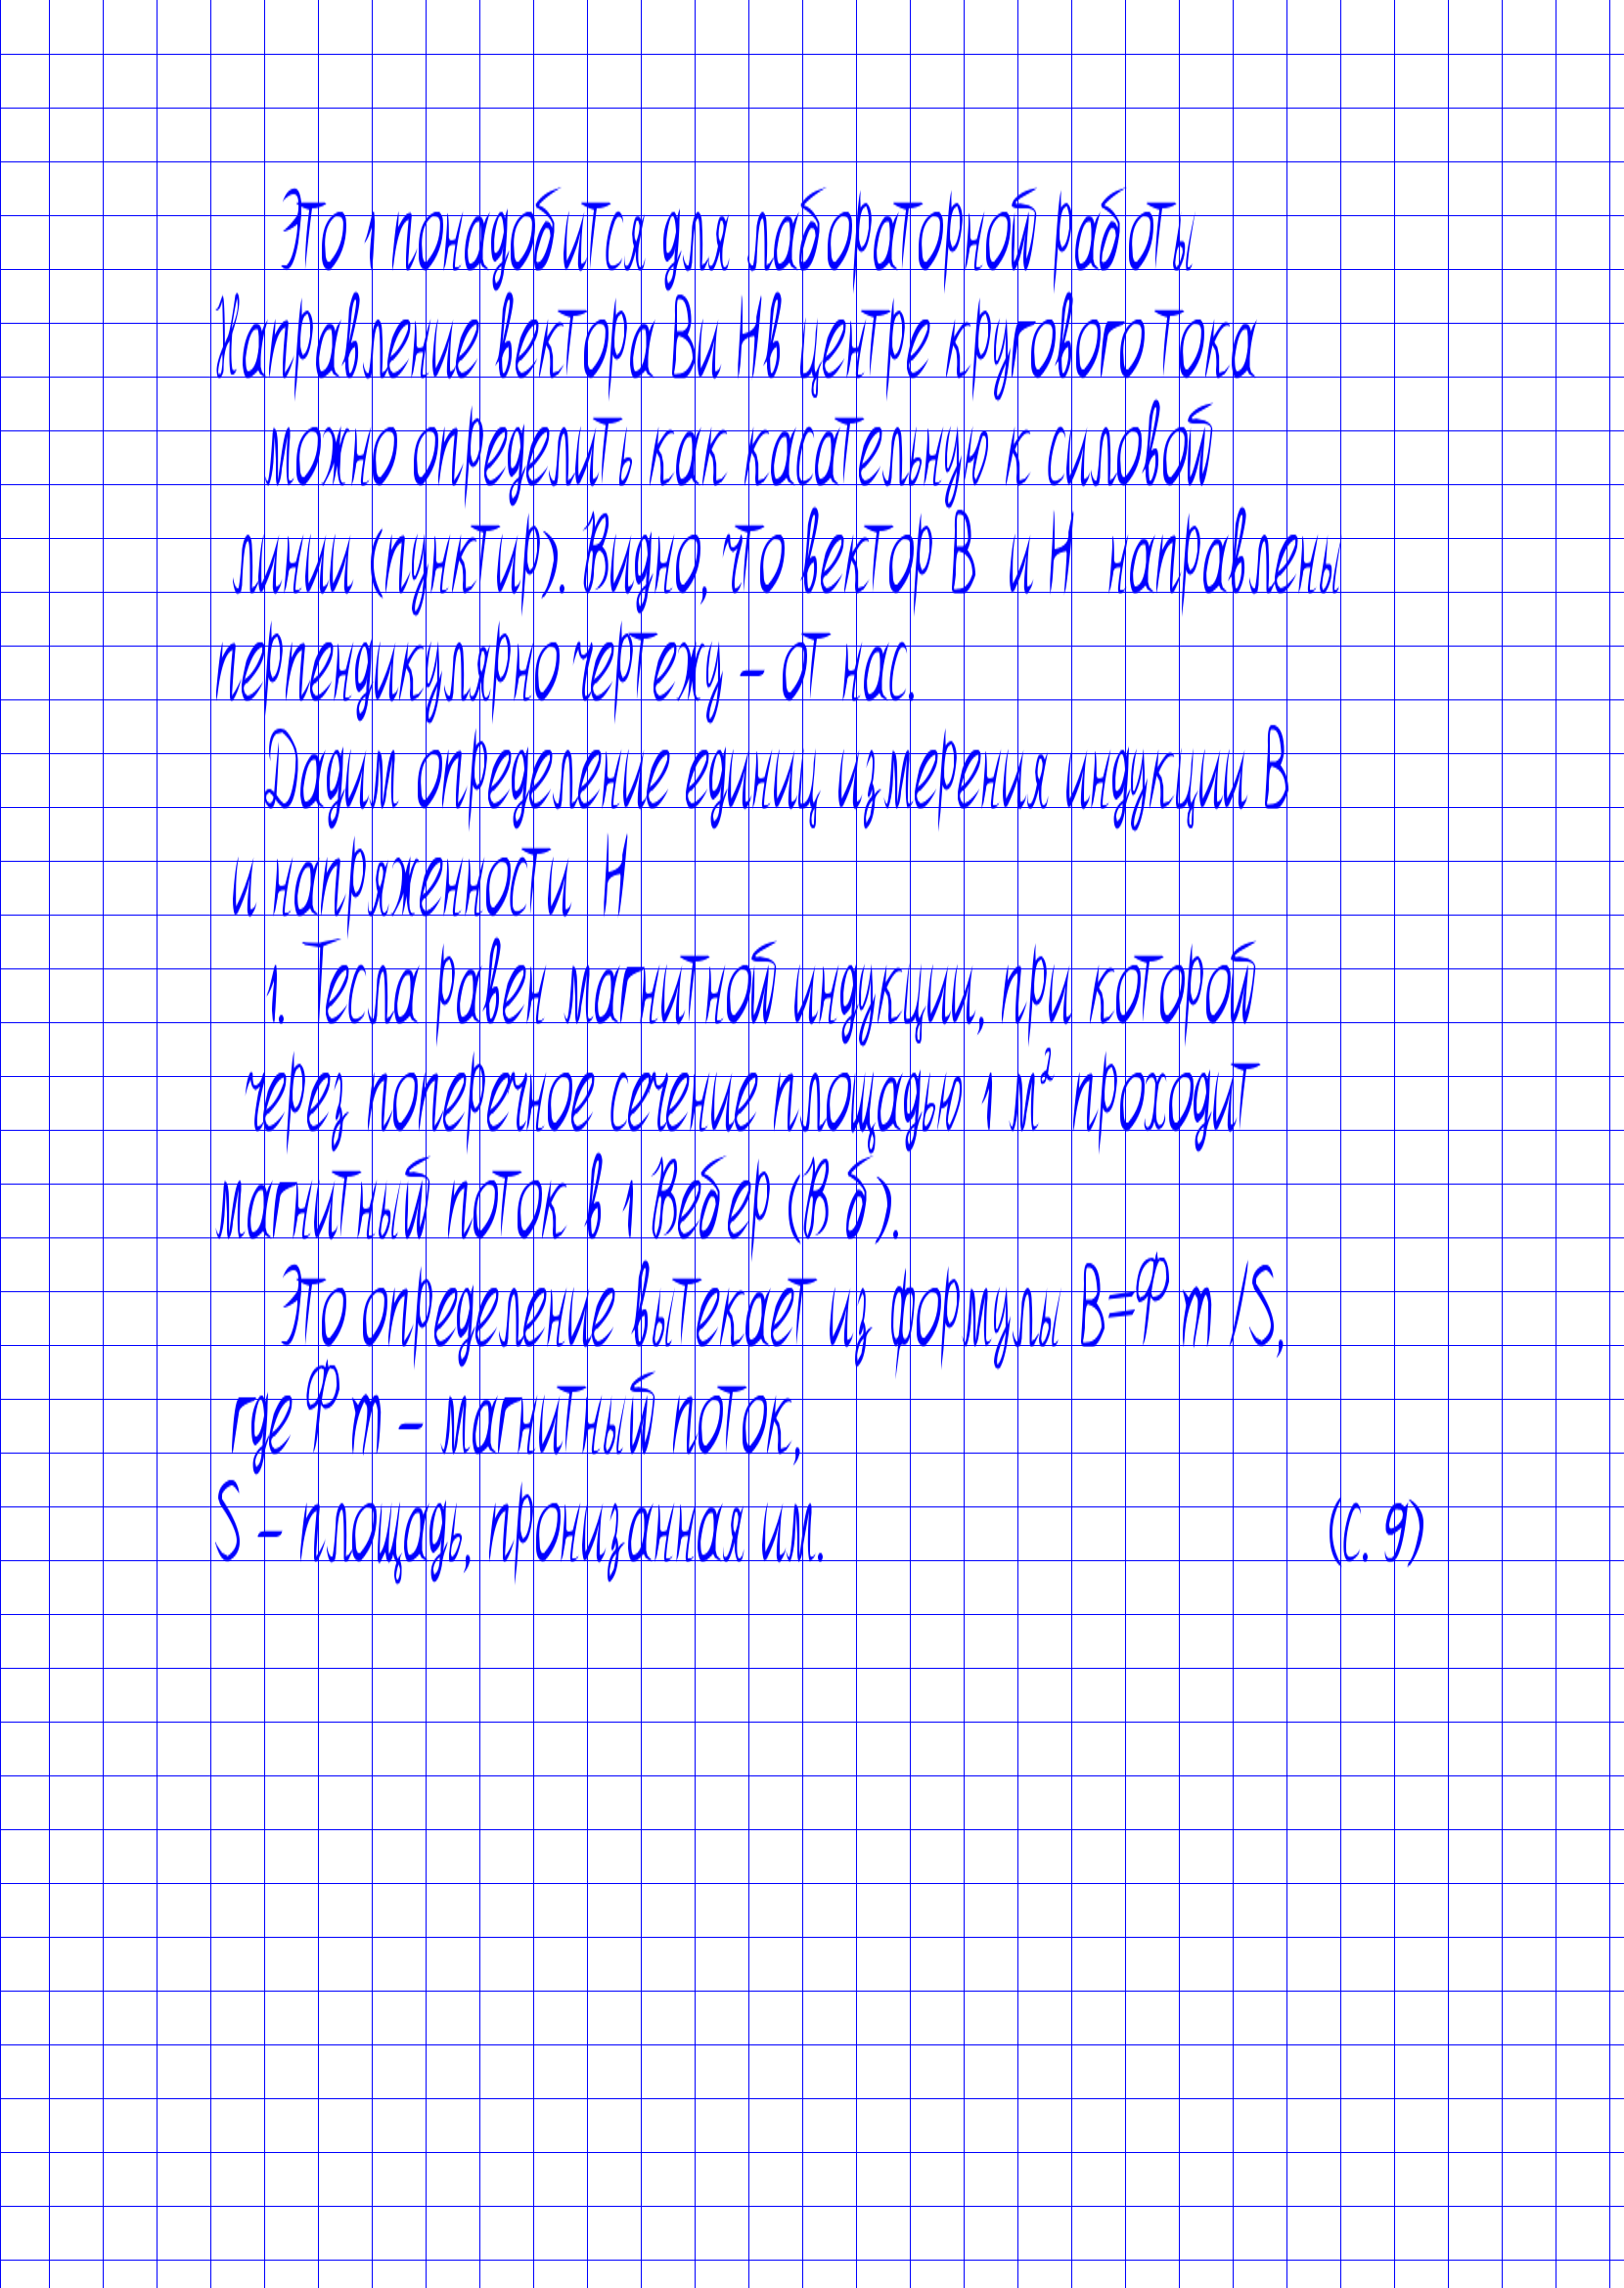 Это 1 понадобится для лабораторной работы
Направление вектора B и H в центре кругового тока
можно определить как касательную к силовой
линии (пунктир). Видно, что вектор B и H направлены
перпендикулярно чертежу – от нас.
Дадим определение единиц измерения индукции B
и напряженности H
1. Тесла равен магнитной индукции, при которой
через поперечное сечение площадью 1 м² проходит
магнитный поток в 1 Вебер (В б).
Это определение вытекает из формулы B=Ф m /S,
где Ф m – магнитный поток,
S – площадь, пронизанная им. (с. 9)